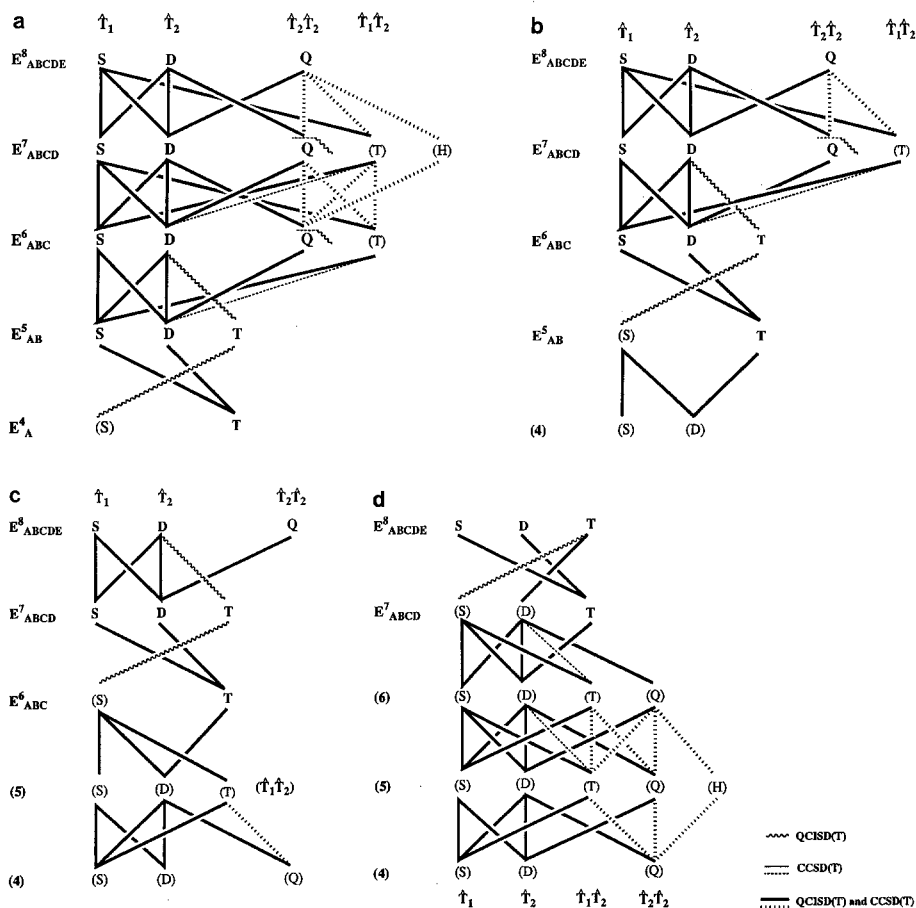 a T̂₁ T̂₂ T̂₂T̂₂ T̂₁T̂₂
E⁸ABCDE S D Q
E⁷ABCD S D Q (T) (H)
E⁶ABC S D Q (T)
E⁵AB S D T
E⁴A (S) T
b T̂₁ T̂₂ T̂₂T̂₂ T̂₁T̂₂
E⁸ABCDE S D Q
E⁷ABCD S D Q (T)
E⁶ABC S D T
E⁵AB (S) T
(4) (S) (D)
c T̂₁ T̂₂ T̂₂T̂₂
E⁸ABCDE S D Q
E⁷ABCD S D T
E⁶ABC (S) T
(5) (S) (D) (T) (T̂₁T̂₂)
(4) (S) (D) (Q)
d
E⁸ABCDE S D T
E⁷ABCD (S) (D) T
(6) (S) (D) (T) (Q)
(5) (S) (D) (T) (Q) (H)
(4) (S) (D) (Q)
T̂₁ T̂₂ T̂₁T̂₂ T̂₂T̂₂
QCISD(T)
CCSD(T)
QCISD(T) and CCSD(T)